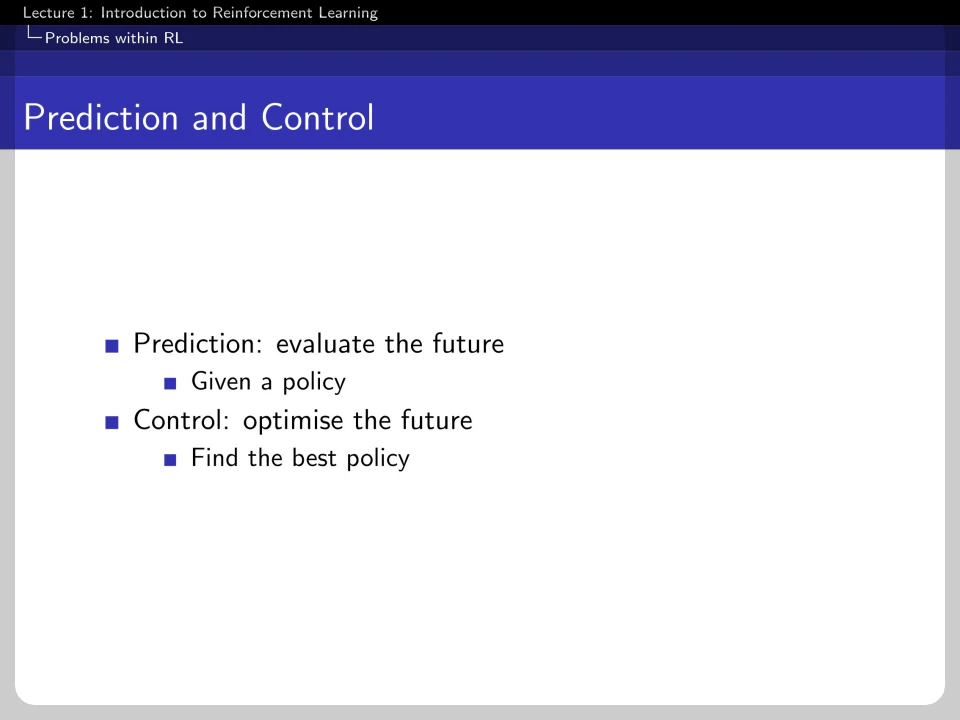 Lecture 1: Introduction to Reinforcement Learning
Problems within RL
Prediction and Control
Prediction: evaluate the future
Given a policy
Control: optimise the future
Find the best policy